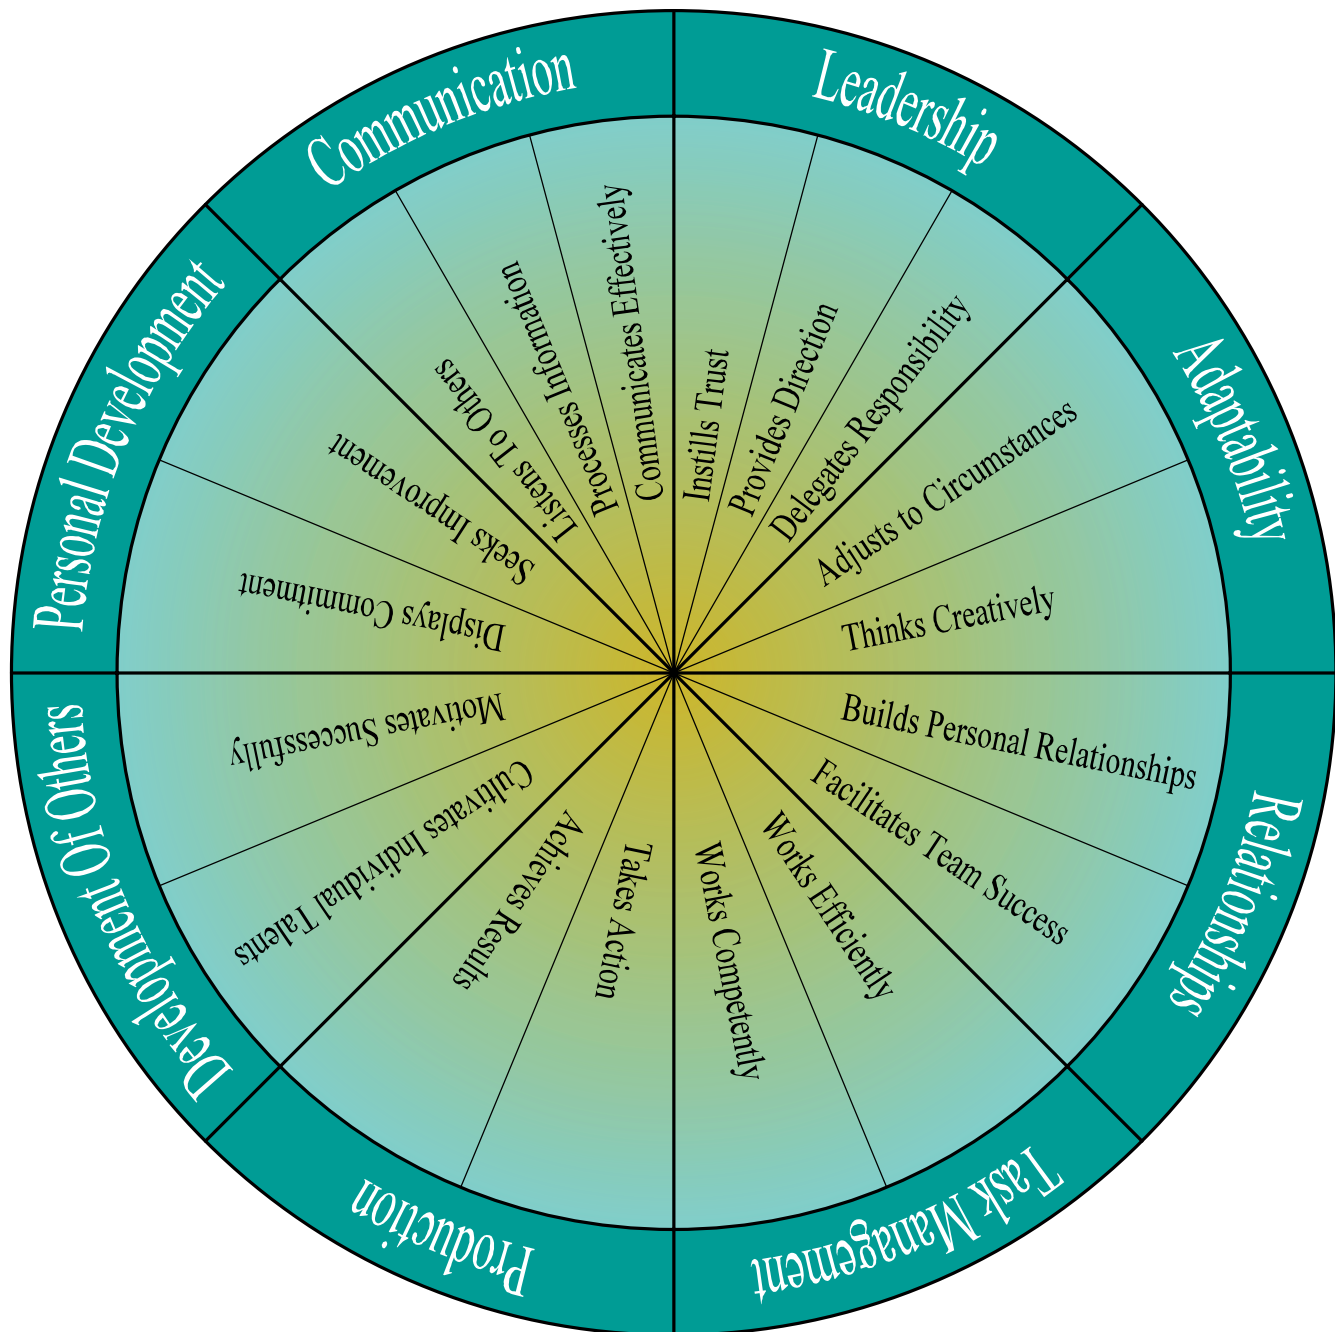 Leadership
Instills Trust
Provides Direction
Delegates Responsibility
Adaptability
Adjusts to Circumstances
Thinks Creatively
Relationships
Builds Personal Relationships
Facilitates Team Success
Task Management
Works Efficiently
Works Competently
Production
Takes Action
Achieves Results
Development Of Others
Cultivates Individual Talents
Motivates Successfully
Personal Development
Displays Commitment
Seeks Improvement
Communication
Listens To Others
Processes Information
Communicates Effectively